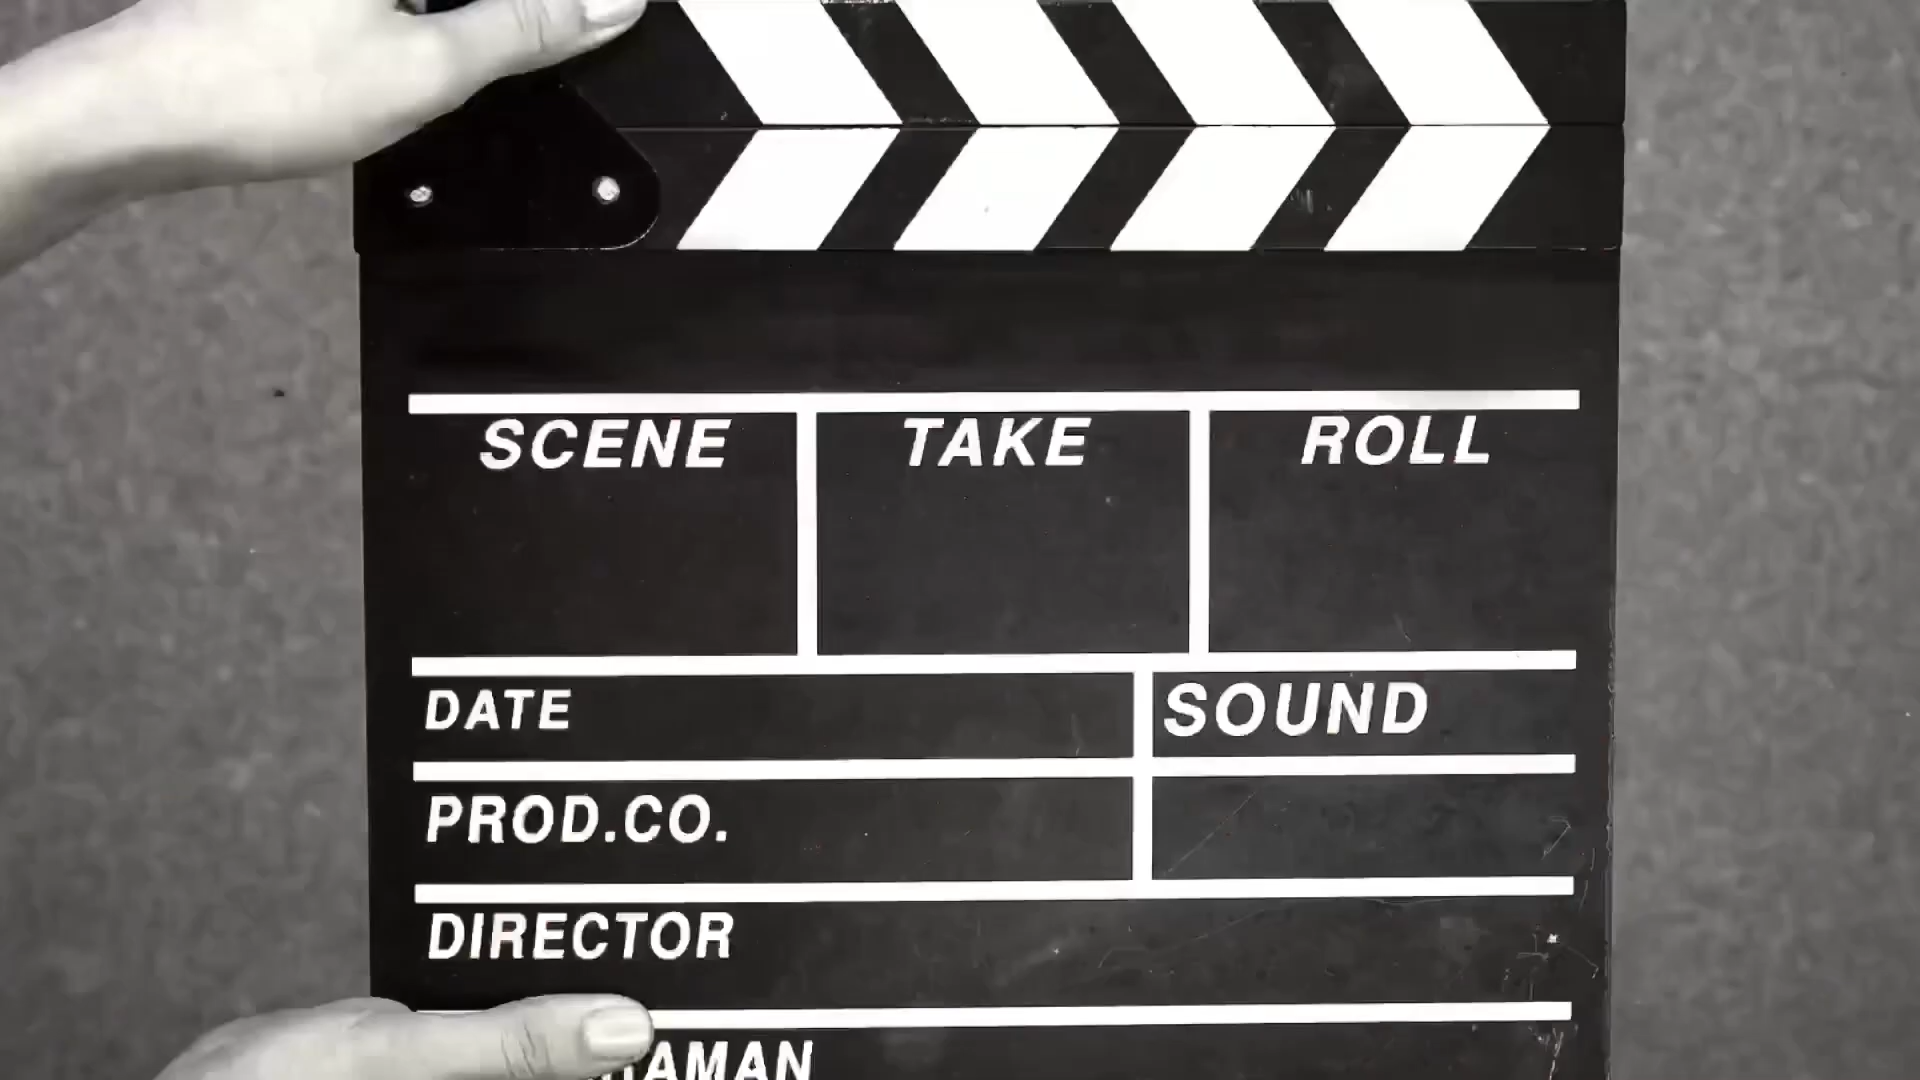 SCENE TAKE ROLL
DATE SOUND
PROD.CO.
DIRECTOR